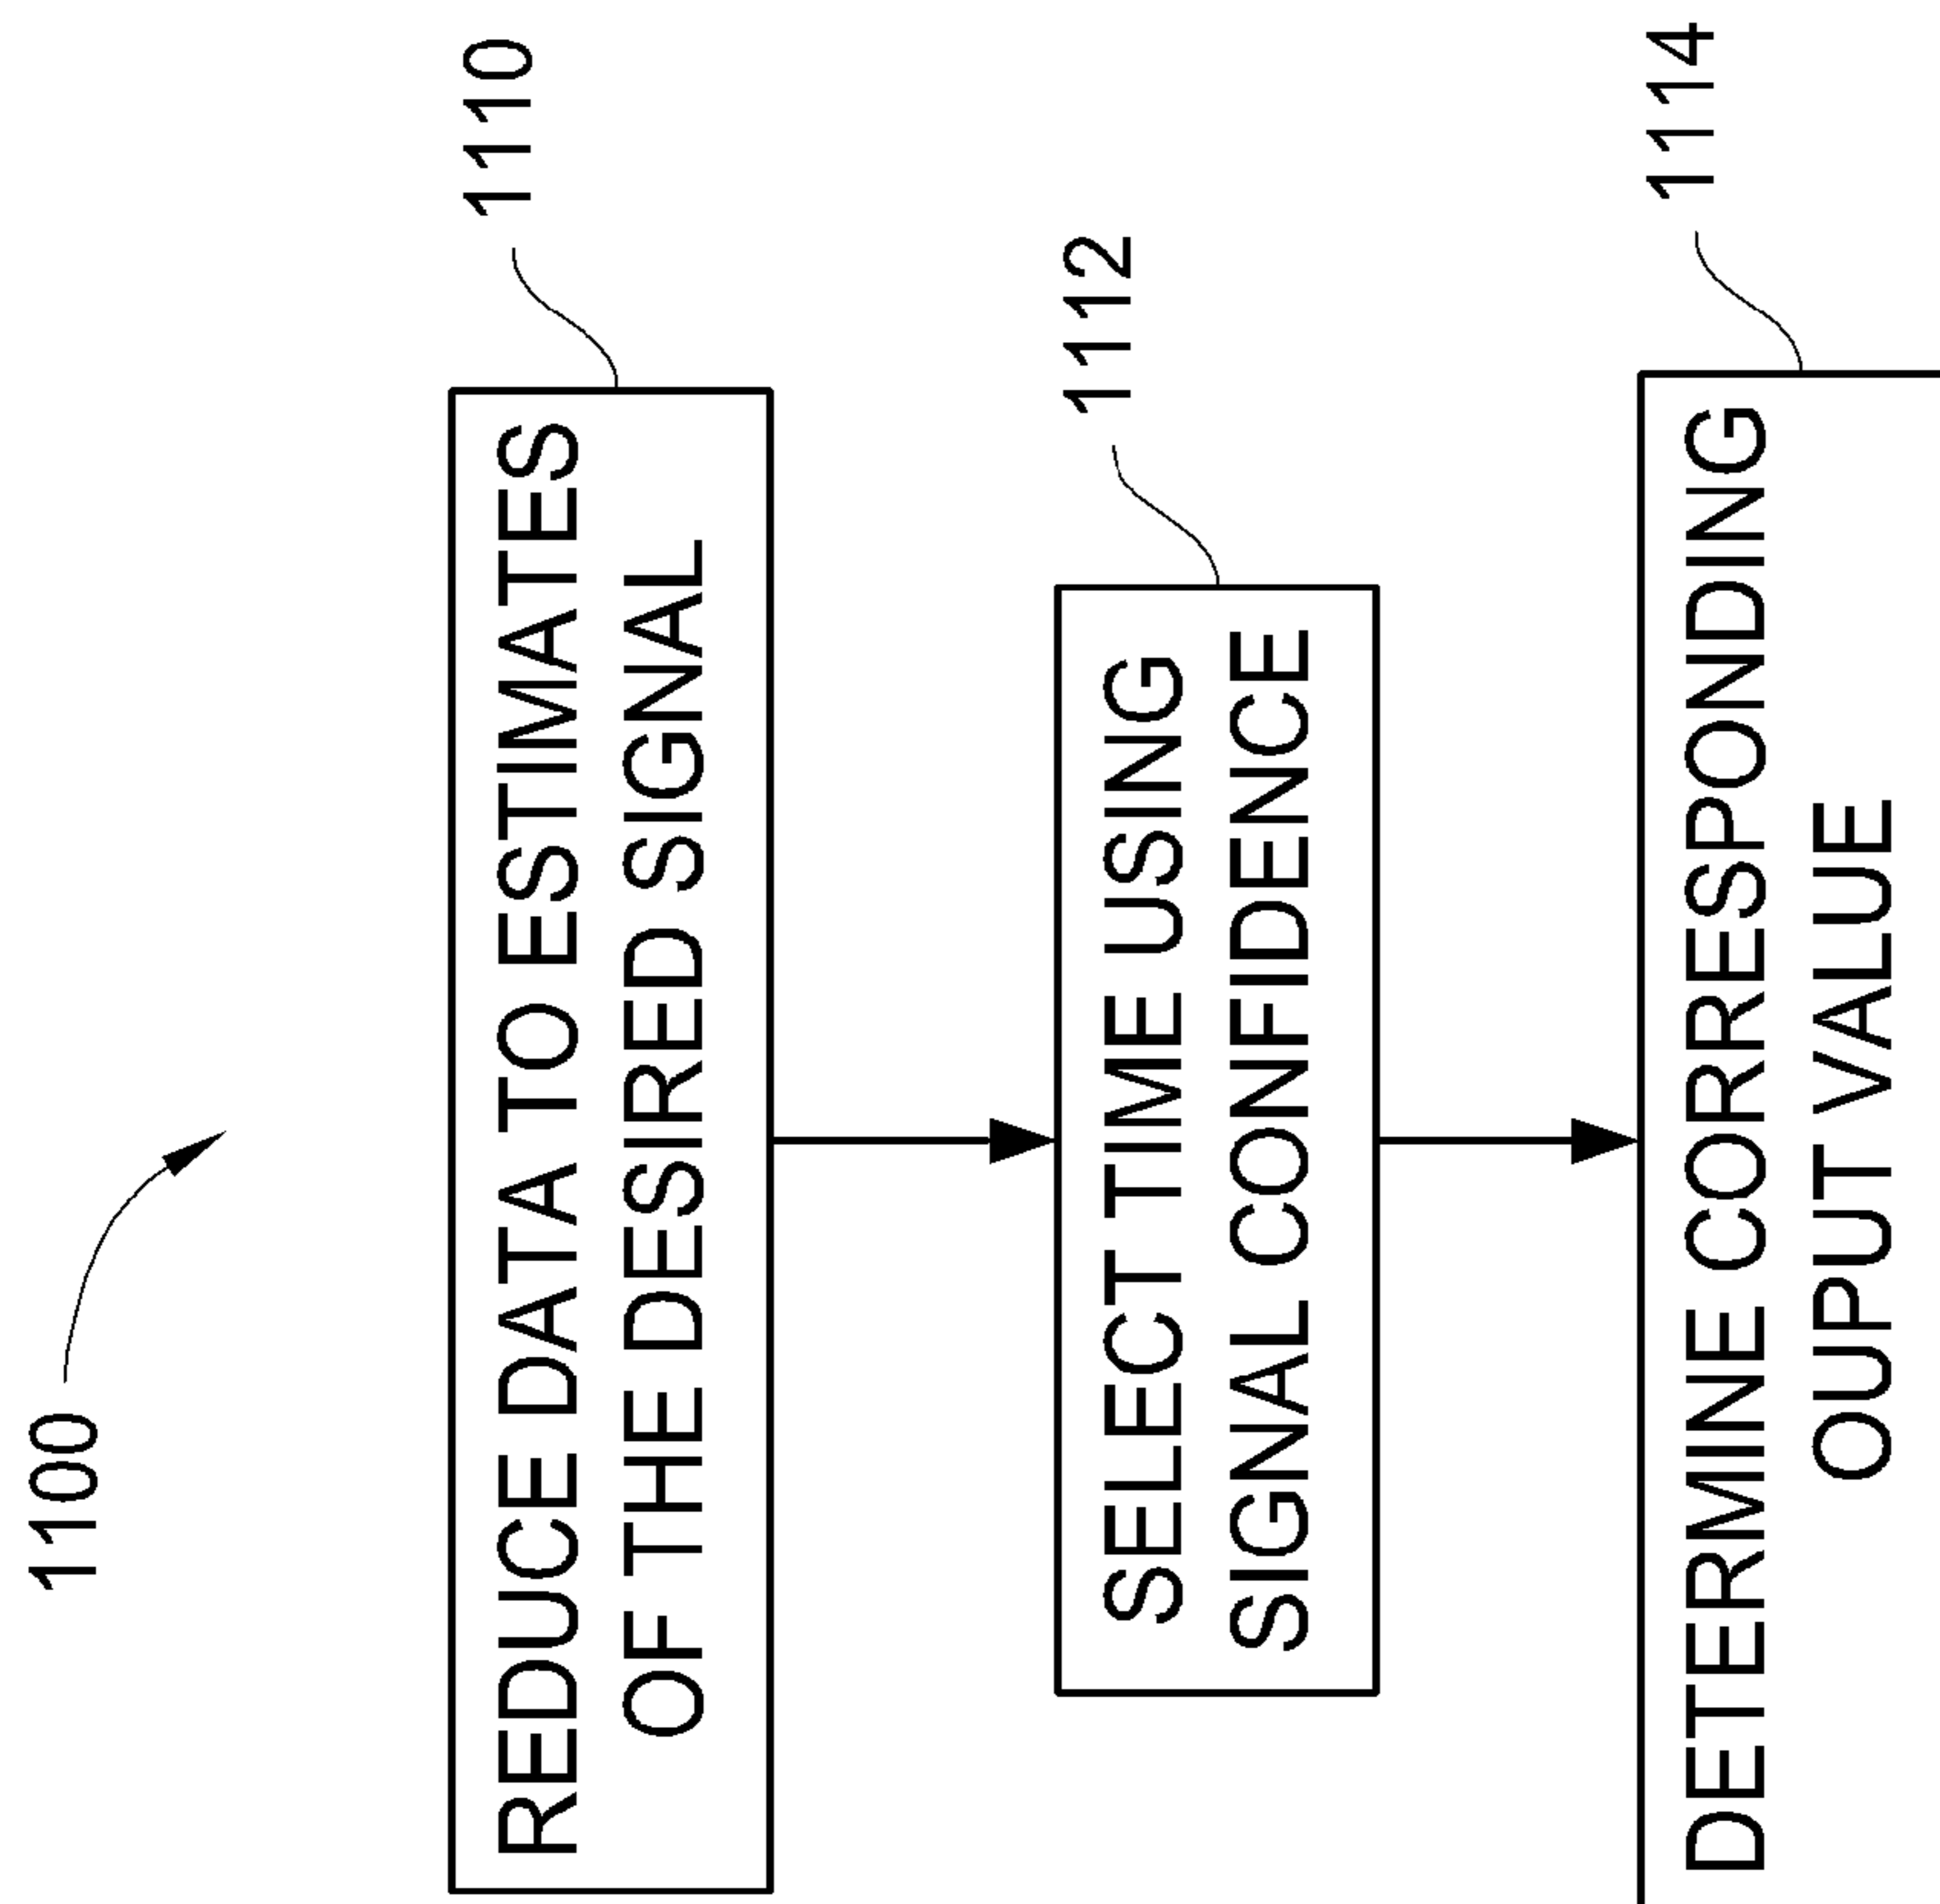 1100
1110
REDUCE DATA TO ESTIMATES
OF THE DESIRED SIGNAL
1112
SELECT TIME USING
SIGNAL CONFIDENCE
1114
DETERMINE CORRESPONDING
OUPUT VALUE